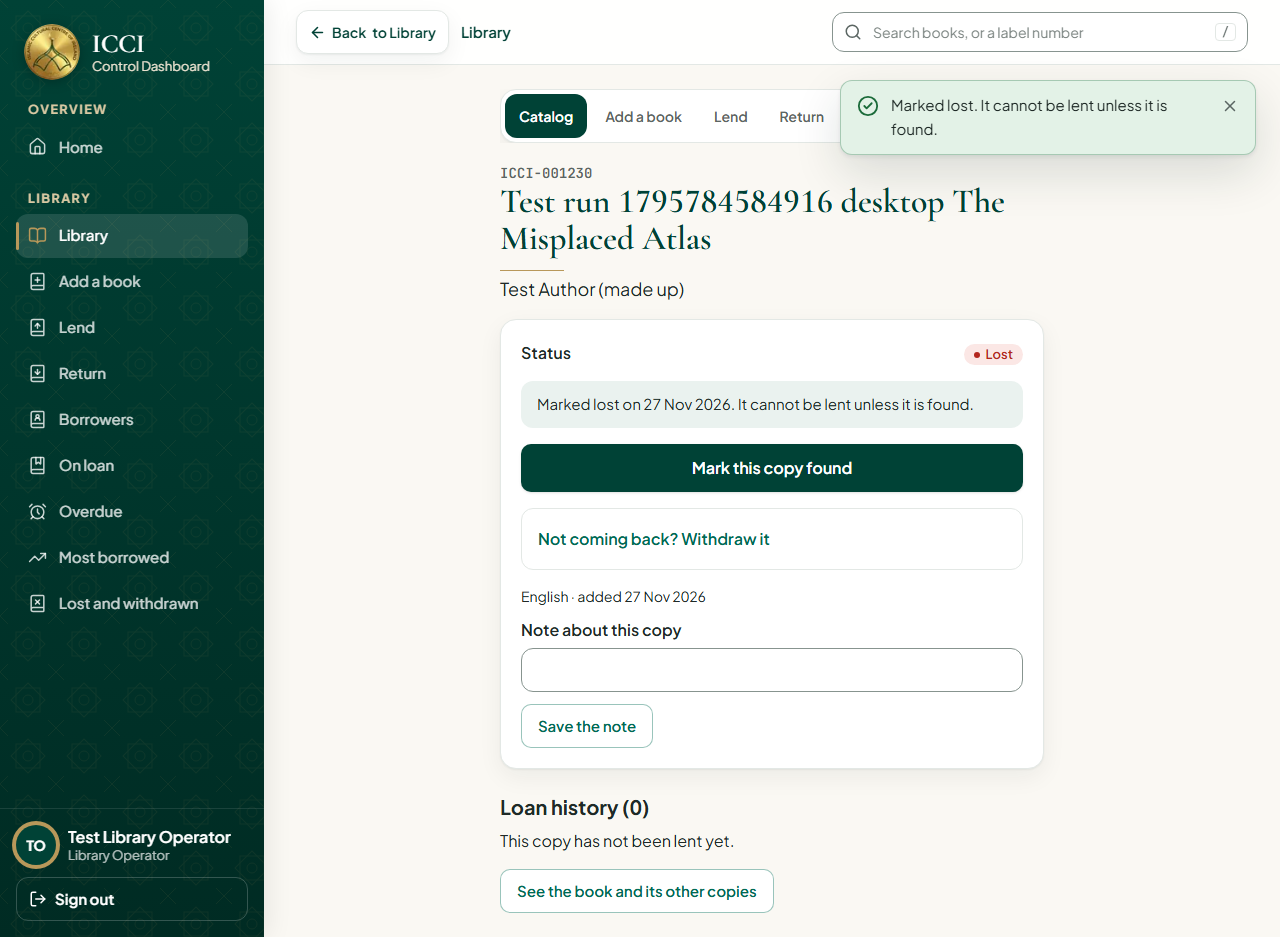 ICCI
Control Dashboard
OVERVIEW
Home
LIBRARY
Library
Add a book
Lend
Return
Borrowers
On loan
Overdue
Most borrowed
Lost and withdrawn
TO
Test Library Operator
Library Operator
Sign out
Back to Library
Library
Search books, or a label number
/
Catalog
Add a book
Lend
Return
Marked lost. It cannot be lent unless it is
found.
ICCI-001230
Test run 1795784584916 desktop The
Misplaced Atlas
Test Author (made up)
Status
Lost
Marked lost on 27 Nov 2026. It cannot be lent unless it is found.
Mark this copy found
Not coming back? Withdraw it
English · added 27 Nov 2026
Note about this copy
Save the note
Loan history (0)
This copy has not been lent yet.
See the book and its other copies